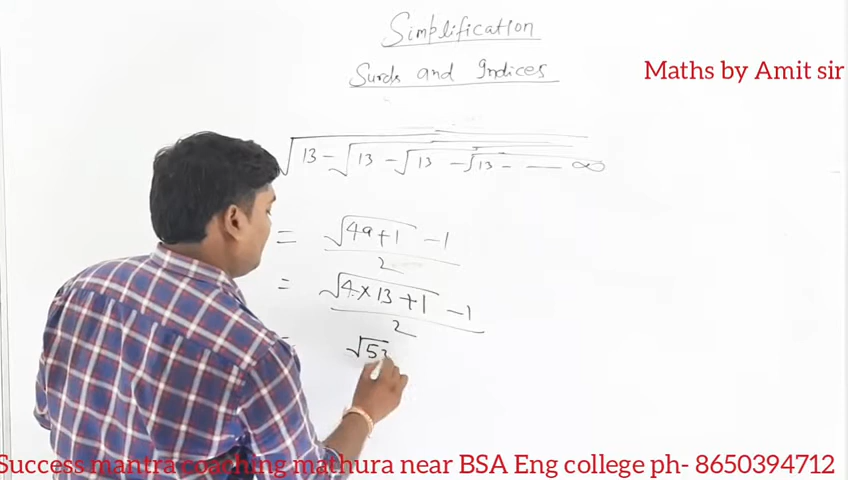 Simplification
Surds and Indices
Maths by Amit sir
√13 - √13 - √13 - √13 - - - ∞
= √4a+1 - 1
2
= √4 × 13 + 1 - 1
2
= √53
Success mantra coaching mathura near BSA Eng college ph- 8650394712